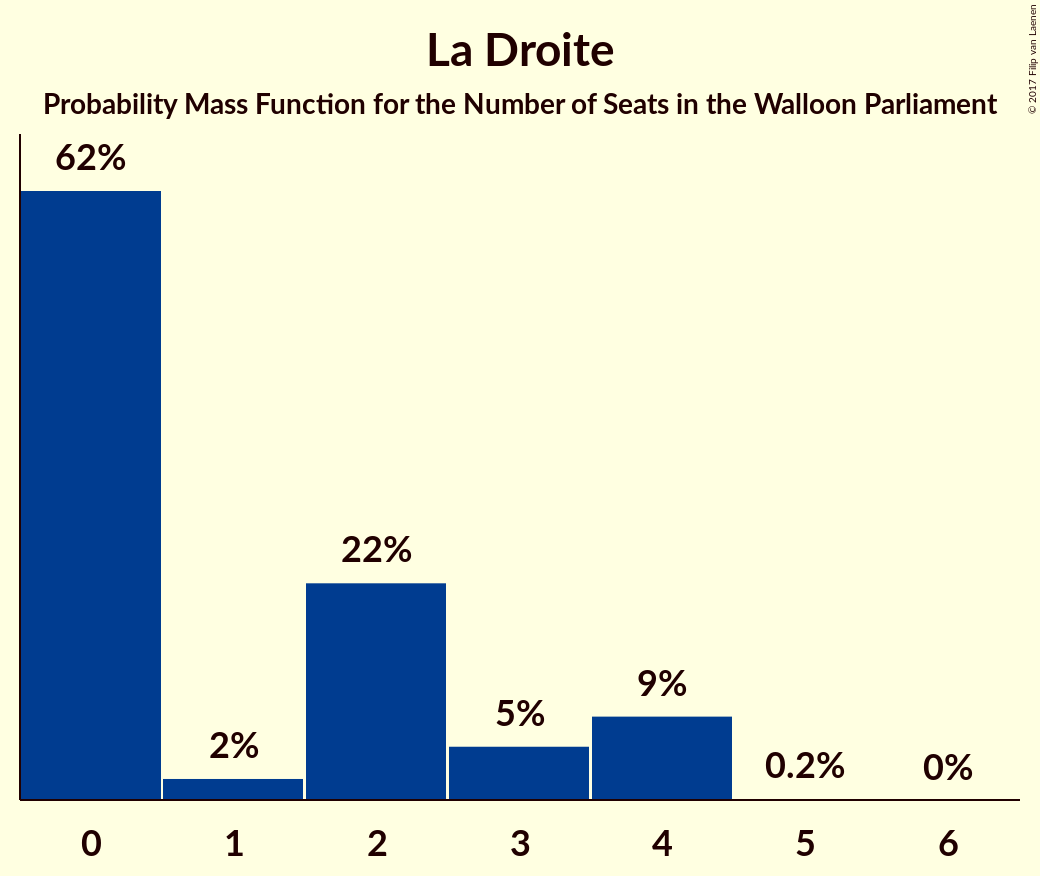 La Droite
Probability Mass Function for the Number of Seats in the Walloon Parliament
© 2017 Filip van Laenen
62%
2%
22%
5%
9%
0.2%
0%
0 1 2 3 4 5 6